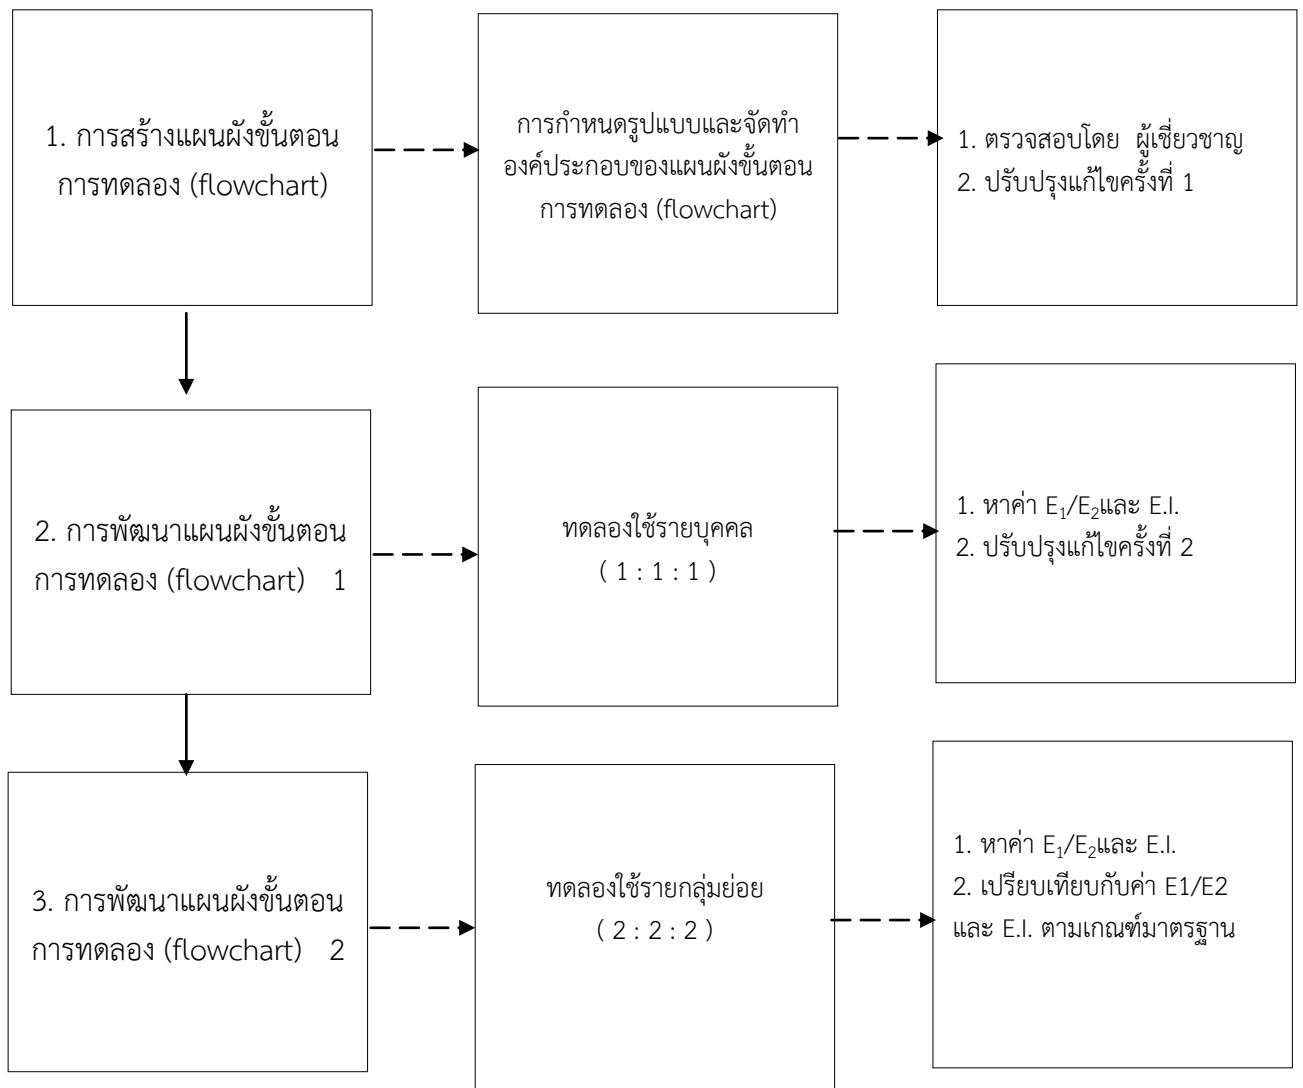 1. การสร้างแผนผังขั้นตอน
การทดลอง (flowchart)
การกำหนดรูปแบบและจัดทำ
องค์ประกอบของแผนผังขั้นตอน
การทดลอง (flowchart)
1. ตรวจสอบโดย ผู้เชี่ยวชาญ
2. ปรับปรุงแก้ไขครั้งที่ 1
2. การพัฒนาแผนผังขั้นตอน
การทดลอง (flowchart) 1
ทดลองใช้รายบุคคล
( 1 : 1 : 1 )
1. หาค่า E₁/E₂และ E.I.
2. ปรับปรุงแก้ไขครั้งที่ 2
3. การพัฒนาแผนผังขั้นตอน
การทดลอง (flowchart) 2
ทดลองใช้รายกลุ่มย่อย
( 2 : 2 : 2 )
1. หาค่า E₁/E₂และ E.I.
2. เปรียบเทียบกับค่า E1/E2
และ E.I. ตามเกณฑ์มาตรฐาน